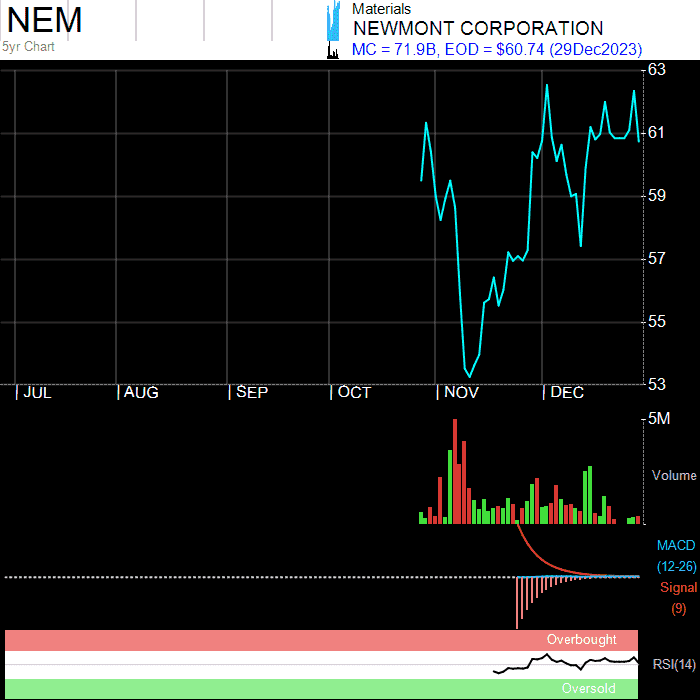 NEM
5yr Chart
Materials
NEWMONT CORPORATION
MC = 71.9B, EOD = $60.74 (29Dec2023)
63
61
59
57
55
53
JUL AUG SEP OCT NOV DEC
5M
Volume
MACD
(12-26)
Signal
(9)
Overbought
RSI(14)
Oversold